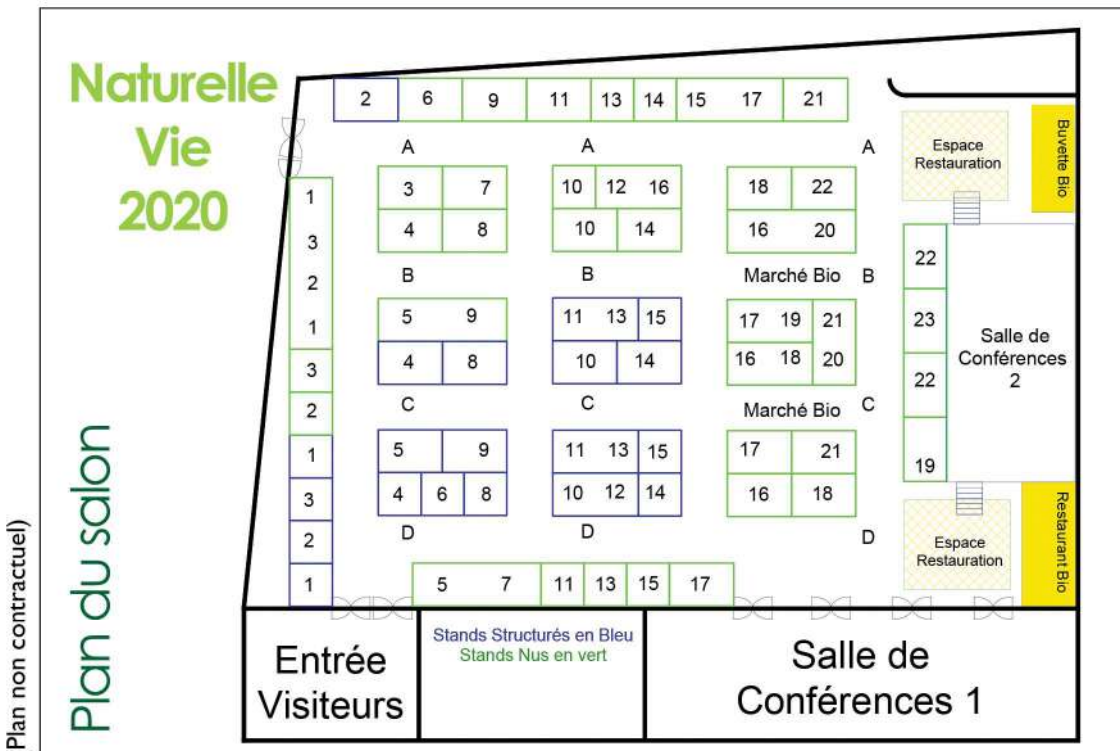 Naturelle
Vie
2020
Plan du salon
Plan non contractuel)
2 6 9 11 13 14 15 17 21
A A A
Espace
Restauration
Buvette Bio
1
3
2
1
3
2
1
3
2
1
3 7
4 8
10 12 16
10 14
18 22
16 20
B B Marché Bio B
5 9
4 8
11 13 15
10 14
17 19 21
16 18 20
22
23
22
19
Salle de
Conférences
2
C C Marché Bio C
5 9
4 6 8
11 13 15
10 12 14
17 21
16 18
D D D
Espace
Restauration
Restaurant Bio
5 7 11 13 15 17
Entrée
Visiteurs
Stands Structurés en Bleu
Stands Nus en vert
Salle de
Conférences 1